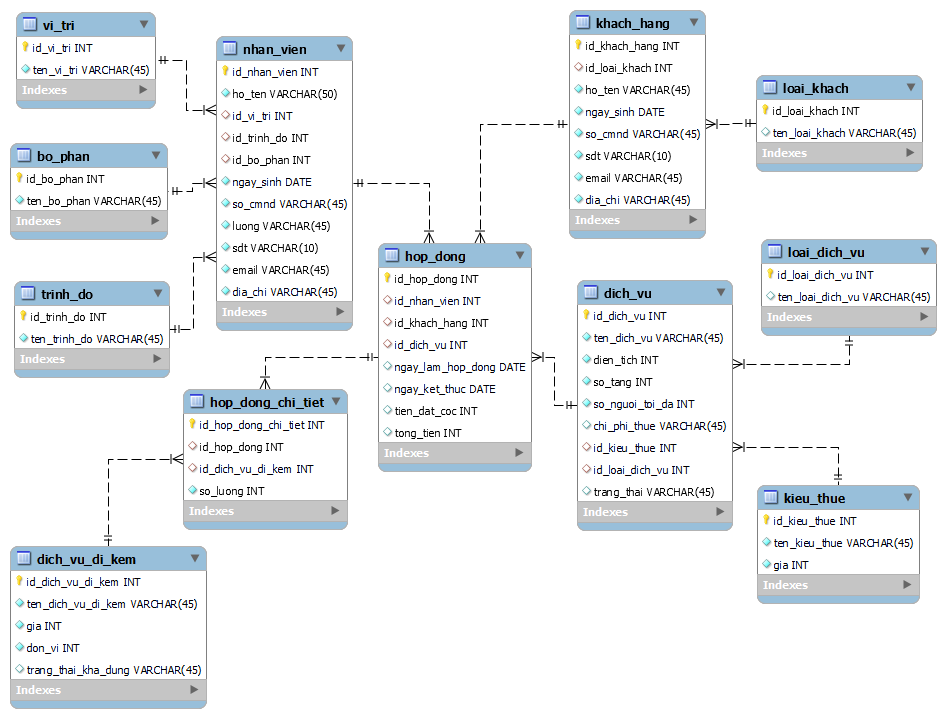 vi_tri
id_vi_tri INT
ten_vi_tri VARCHAR(45)
Indexes
bo_phan
id_bo_phan INT
ten_bo_phan VARCHAR(45)
Indexes
trinh_do
id_trinh_do INT
ten_trinh_do VARCHAR(45)
Indexes
nhan_vien
id_nhan_vien INT
ho_ten VARCHAR(50)
id_vi_tri INT
id_trinh_do INT
id_bo_phan INT
ngay_sinh DATE
so_cmnd VARCHAR(45)
luong VARCHAR(45)
sdt VARCHAR(10)
email VARCHAR(45)
dia_chi VARCHAR(45)
Indexes
khach_hang
id_khach_hang INT
id_loai_khach INT
ho_ten VARCHAR(45)
ngay_sinh DATE
so_cmnd VARCHAR(45)
sdt VARCHAR(10)
email VARCHAR(45)
dia_chi VARCHAR(45)
Indexes
loai_khach
id_loai_khach INT
ten_loai_khach VARCHAR(45)
Indexes
hop_dong
id_hop_dong INT
id_nhan_vien INT
id_khach_hang INT
id_dich_vu INT
ngay_lam_hop_dong DATE
ngay_ket_thuc DATE
tien_dat_coc INT
tong_tien INT
Indexes
dich_vu
id_dich_vu INT
ten_dich_vu VARCHAR(45)
dien_tich INT
so_tang INT
so_nguoi_toi_da INT
chi_phi_thue VARCHAR(45)
id_kieu_thue INT
id_loai_dich_vu INT
trang_thai VARCHAR(45)
Indexes
loai_dich_vu
id_loai_dich_vu INT
ten_loai_dich_vu VARCHAR(45)
Indexes
hop_dong_chi_tiet
id_hop_dong_chi_tiet INT
id_hop_dong INT
id_dich_vu_di_kem INT
so_luong INT
Indexes
kieu_thue
id_kieu_thue INT
ten_kieu_thue VARCHAR(45)
gia INT
Indexes
dich_vu_di_kem
id_dich_vu_di_kem INT
ten_dich_vu_di_kem VARCHAR(45)
gia INT
don_vi INT
trang_thai_kha_dung VARCHAR(45)
Indexes